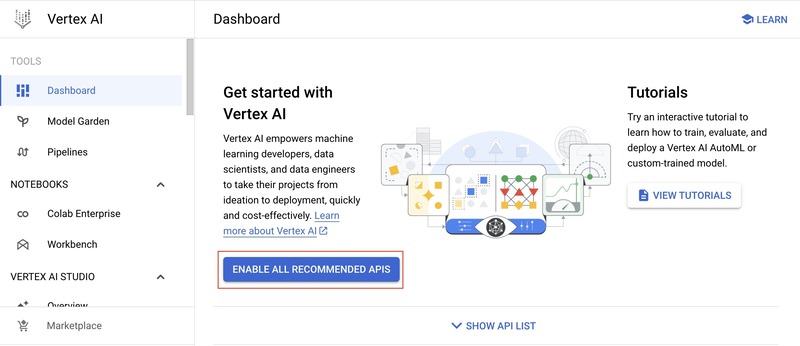 Vertex AI
Dashboard
LEARN
TOOLS
Dashboard
Model Garden
Pipelines
NOTEBOOKS
Colab Enterprise
Workbench
VERTEX AI STUDIO
Overview
Marketplace
Get started with
Vertex AI
Vertex AI empowers machine
learning developers, data
scientists, and data engineers
to take their projects from
ideation to deployment, quickly
and cost-effectively. Learn
more about Vertex AI
ENABLE ALL RECOMMENDED APIS
Tutorials
Try an interactive tutorial to
learn how to train, evaluate, and
deploy a Vertex AI AutoML or
custom-trained model.
VIEW TUTORIALS
SHOW API LIST